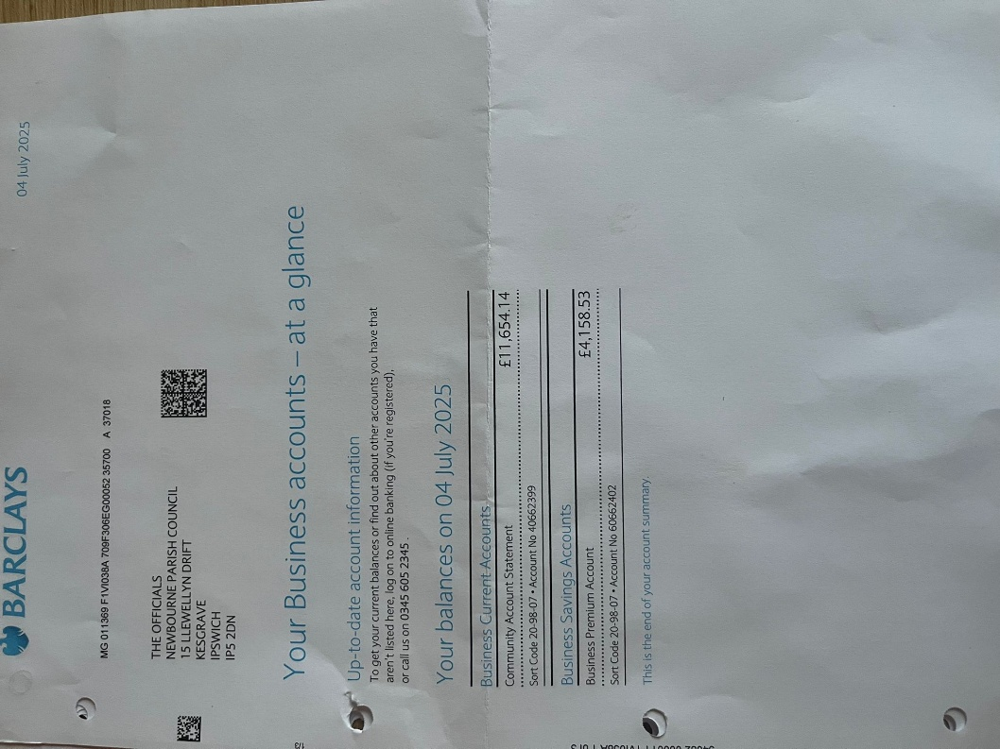 BARCLAYS
04 July 2025
MG 011369 F1VI038A 709F306EG00052 35700 A 37018
THE OFFICIALS
NEWBOURNE PARISH COUNCIL
15 LLEWELLYN DRIFT
KESGRAVE
IPSWICH
IP5 2DN
Your Business accounts – at a glance
Up-to-date account information
To get your current balances or find out about other accounts you have that
aren't listed here, log on to online banking (if you're registered),
or call us on 0345 605 2345.
Your balances on 04 July 2025
Business Current Accounts
Community Account Statement £11,654.14
Sort Code 20-98-07 • Account No 40662399
Business Savings Accounts
Business Premium Account £4,158.53
Sort Code 20-98-07 • Account No 60662402
This is the end of your account summary.